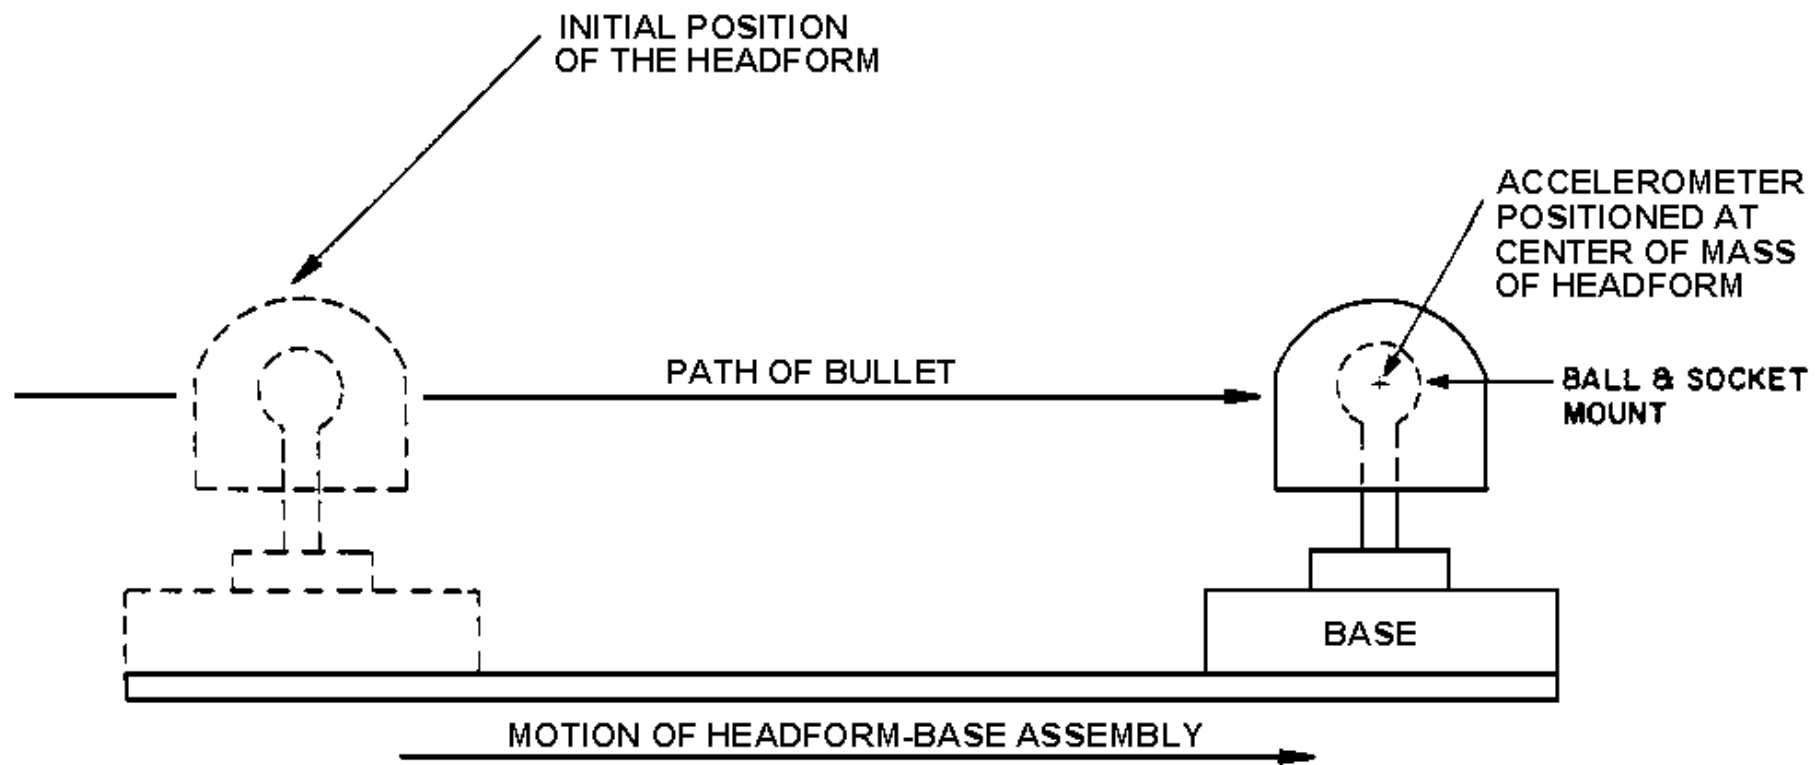 INITIAL POSITION
OF THE HEADFORM
ACCELEROMETER
POSITIONED AT
CENTER OF MASS
OF HEADFORM
PATH OF BULLET
BALL & SOCKET
MOUNT
BASE
MOTION OF HEADFORM-BASE ASSEMBLY